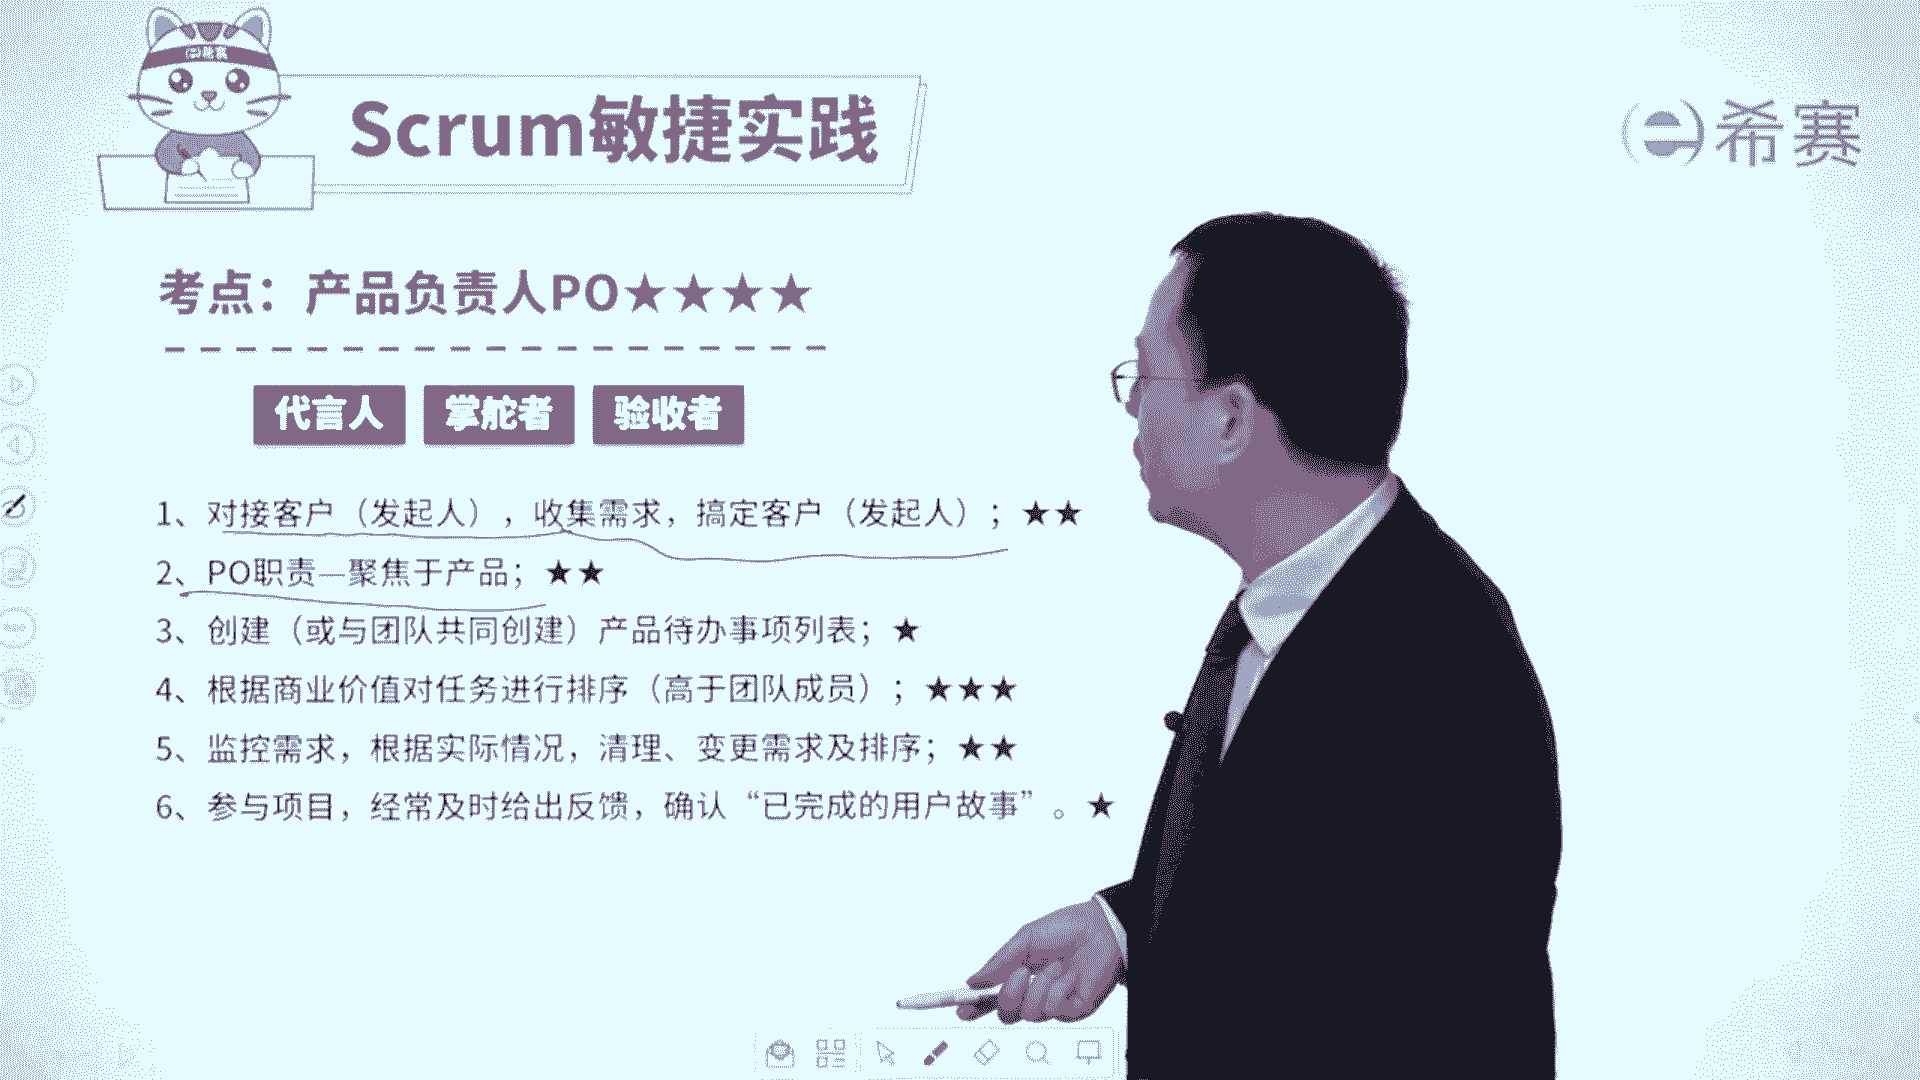 希赛
Scrum敏捷实践
希赛
考点：产品负责人PO★★★★
代言人 掌舵者 验收者
1、对接客户（发起人），收集需求，搞定客户（发起人）；★★
2、PO职责—聚焦于产品；★★
3、创建（或与团队共同创建）产品待办事项列表；★
4、根据商业价值对任务进行排序（高于团队成员）；★★★
5、监控需求，根据实际情况，清理、变更需求及排序；★★
6、参与项目，经常及时给出反馈，确认“已完成的用户故事”。★